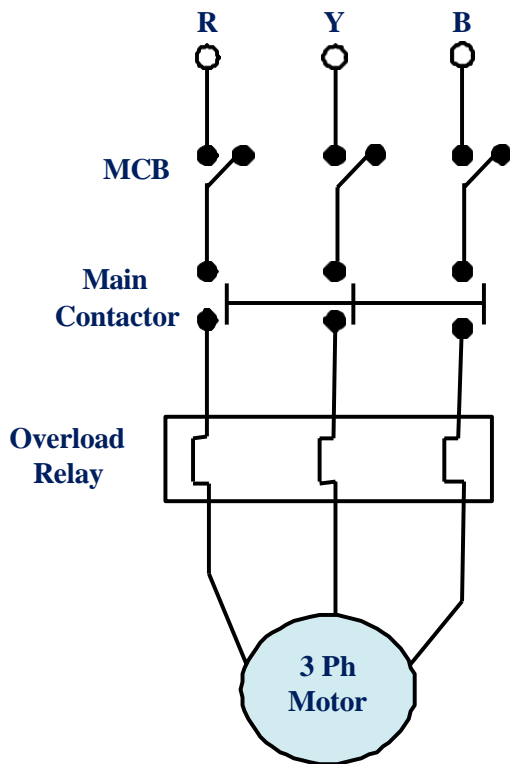 R Y B
MCB
Main
Contactor
Overload
Relay
3 Ph
Motor